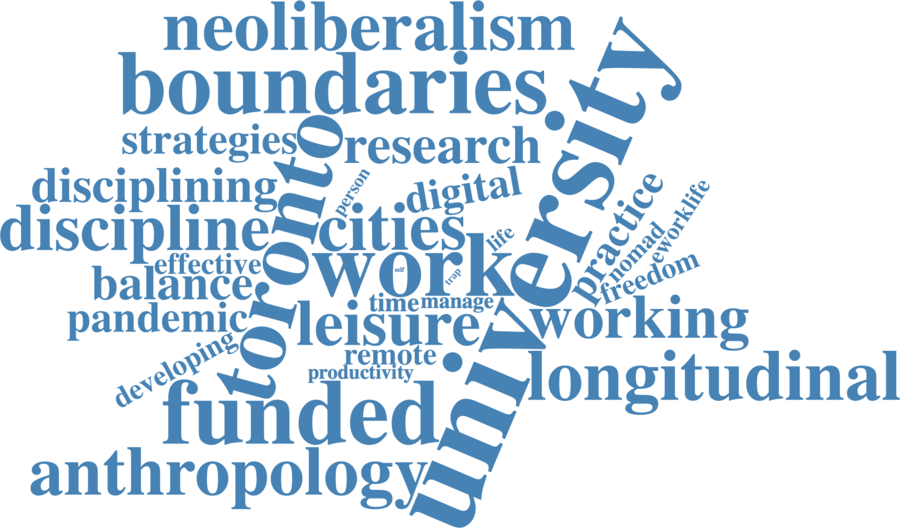 neoliberalism
boundaries
university
strategies
toronto
research
person
disciplining
digital
practice
eworklife
discipline
cities
life
nomad
effective
work
self
trap
freedom
balance
time
manage
pandemic
leisure
working
developing
remote
productivity
longitudinal
funded
anthropology